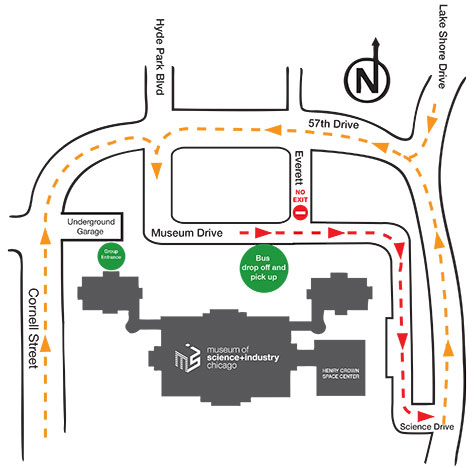 Hyde Park Blvd
Lake Shore Drive
N
57th Drive
Everett
NO
EXIT
Underground
Garage
Museum Drive
Group
Entrance
Bus
drop off and
pick up
Cornell Street
msi
museum of
science+industry
chicago
HENRY CROWN
SPACE CENTER
Science Drive